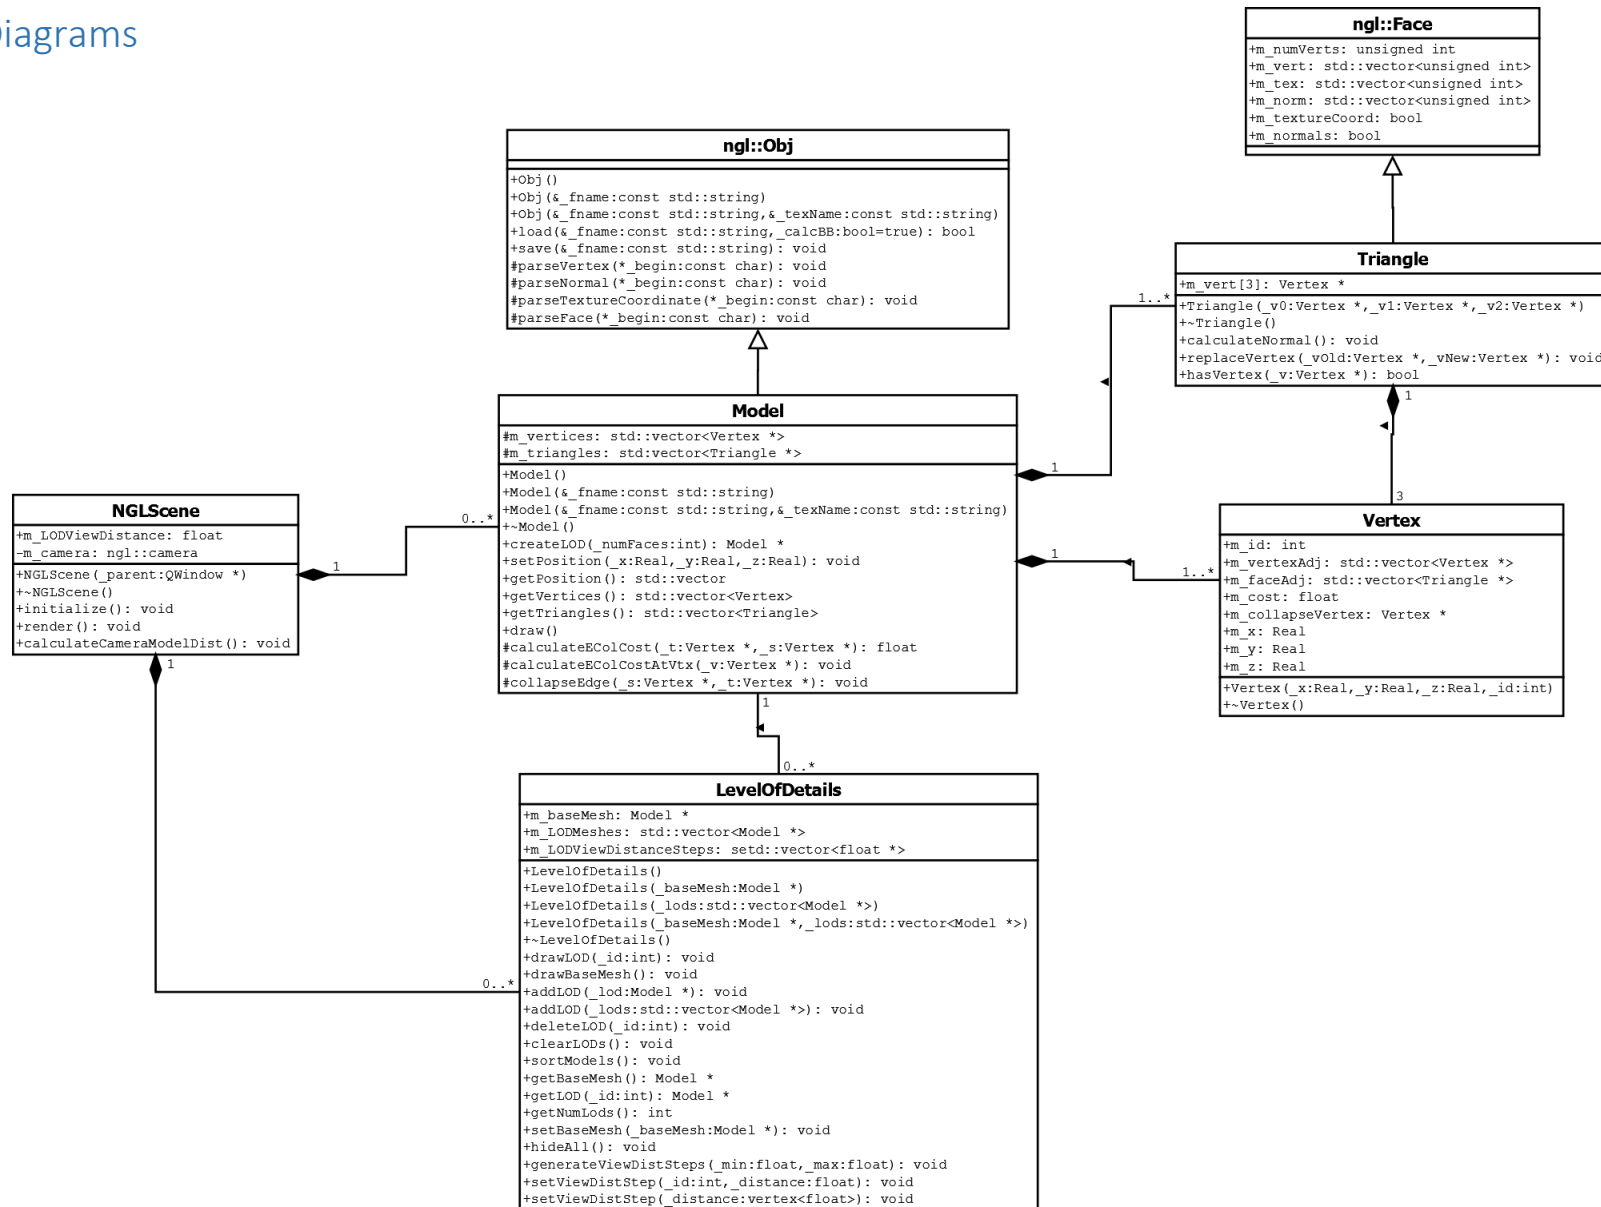 Diagrams
ngl::Face
+m_numVerts: unsigned int
+m_vert: std::vector<unsigned int>
+m_tex: std::vector<unsigned int>
+m_norm: std::vector<unsigned int>
+m_textureCoord: bool
+m_normals: bool
ngl::Obj
+Obj()
+Obj(&_fname:const std::string)
+Obj(&_fname:const std::string,&_texName:const std::string)
+load(&_fname:const std::string,_calcBB:bool=true): bool
+save(&_fname:const std::string): void
#parseVertex(*_begin:const char): void
#parseNormal(*_begin:const char): void
#parseTextureCoordinate(*_begin:const char): void
#parseFace(*_begin:const char): void
Triangle
+m_vert[3]: Vertex *
+Triangle(_v0:Vertex *,_v1:Vertex *,_v2:Vertex *)
+~Triangle()
+calculateNormal(): void
+replaceVertex(_vOld:Vertex *,_vNew:Vertex *): void
+hasVertex(_v:Vertex *): bool
1..*
1
3
Model
#m_vertices: std::vector<Vertex *>
#m_triangles: std:vector<Triangle *>
+Model()
+Model(&_fname:const std::string)
+Model(&_fname:const std::string,&_texName:const std::string)
+~Model()
+createLOD(_numFaces:int): Model *
+setPosition(_x:Real,_y:Real,_z:Real): void
+getPosition(): std::vector
+getVertices(): std::vector<Vertex>
+getTriangles(): std::vector<Triangle>
+draw()
#calculateEColCost(_t:Vertex *,_s:Vertex *): float
#calculateEColCostAtVtx(_v:Vertex *): void
#collapseEdge(_s:Vertex *,_t:Vertex *): void
1
1
1..*
1
0..*
NGLScene
+m_LODViewDistance: float
-m_camera: ngl::camera
+NGLScene(_parent:QWindow *)
+~NGLScene()
+initialize(): void
+render(): void
+calculateCameraModelDist(): void
1
0..*
1
0..*
Vertex
+m_id: int
+m_vertexAdj: std::vector<Vertex *>
+m_faceAdj: std::vector<Triangle *>
+m_cost: float
+m_collapseVertex: Vertex *
+m_x: Real
+m_y: Real
+m_z: Real
+Vertex(_x:Real,_y:Real,_z:Real,_id:int)
+~Vertex()
LevelOfDetails
+m_baseMesh: Model *
+m_LODMeshes: std::vector<Model *>
+m_LODViewDistanceSteps: setd::vector<float *>
+LevelOfDetails()
+LevelOfDetails(_baseMesh:Model *)
+LevelOfDetails(_lods:std::vector<Model *>)
+LevelOfDetails(_baseMesh:Model *,_lods:std::vector<Model *>)
+~LevelOfDetails()
+drawLOD(_id:int): void
+drawBaseMesh(): void
+addLOD(_lod:Model *): void
+addLOD(_lods:std::vector<Model *>): void
+deleteLOD(_id:int): void
+clearLODs(): void
+sortModels(): void
+getBaseMesh(): Model *
+getLOD(_id:int): Model *
+getNumLods(): int
+setBaseMesh(_baseMesh:Model *): void
+hideAll(): void
+generateViewDistSteps(_min:float,_max:float): void
+setViewDistStep(_id:int,_distance:float): void
+setViewDistStep(_distance:vertex<float>): void